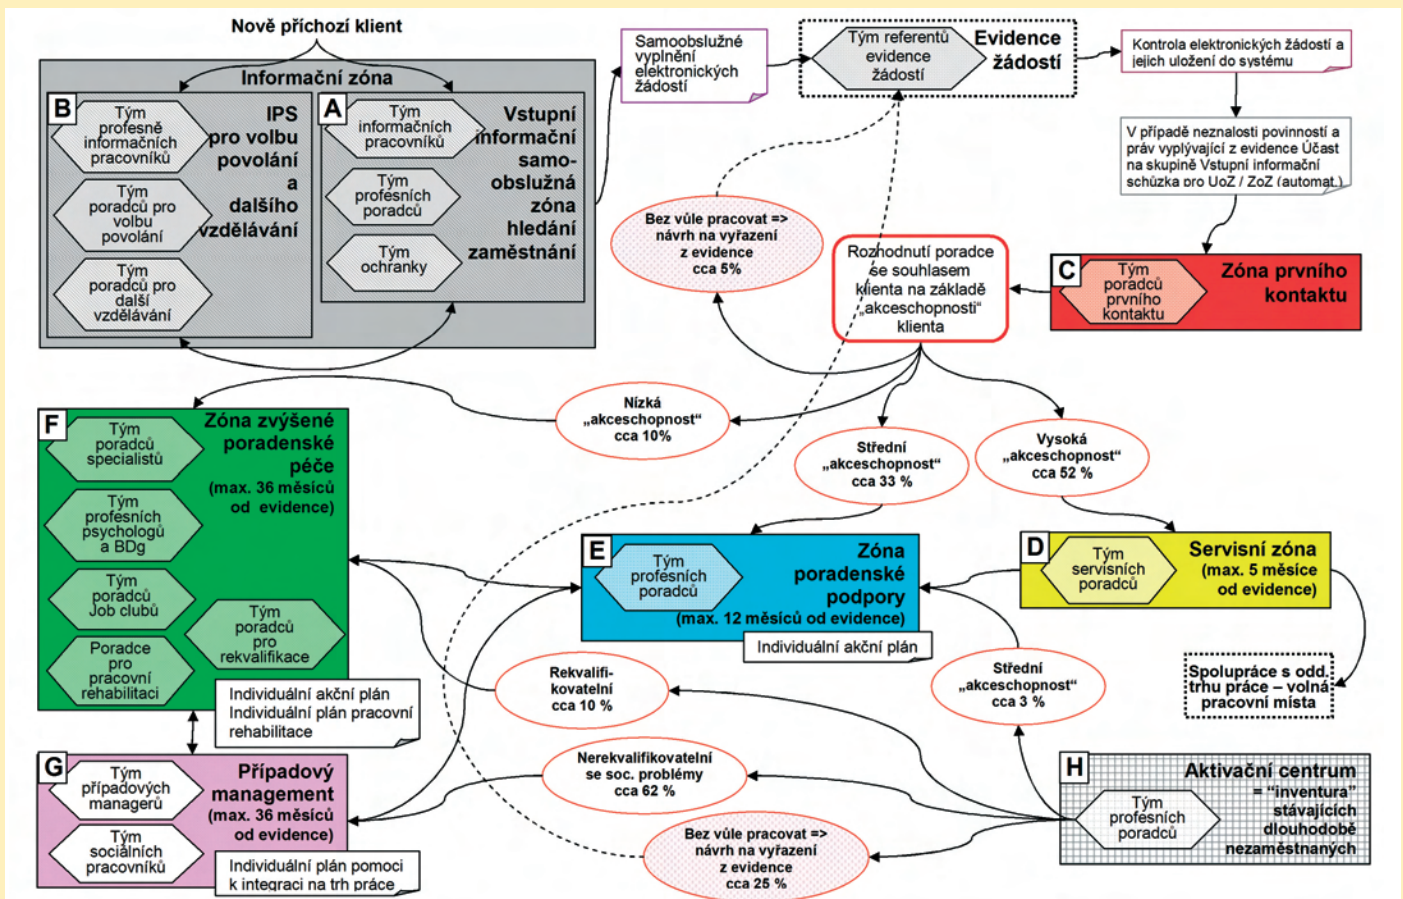 Nově příchozí klient
Informační zóna
B
Tým
profesně
informačních
pracovníků
IPS
pro volbu
povolání
a
dalšího
vzdělávání
Tým
poradců pro
volbu
povolání
Tým
poradců pro
další
vzdělávání
A
Tým
informačních
pracovníků
Vstupní
informační
samo-
obslužná
zóna
hledání
zaměstnání
Tým
profesních
poradců
Tým
ochranky
Samoobslužné
vyplnění
elektronických
žádostí
Tým referentů
evidence
žádostí
Evidence
žádostí
Kontrola elektronických žádostí a
jejich uložení do systému
V případě neznalosti povinností a
práv vyplývající z evidence Účast
na skupině Vstupní informační
schůzka pro UoZ / ZoZ (automat.)
C
Tým
poradců
prvního
kontaktu
Zóna prvního
kontaktu
Rozhodnutí poradce
se souhlasem
klienta na základě
„akceschopnosti“
klienta
Bez vůle pracovat =>
návrh na vyřazení
z evidence
cca 5%
Nízká
„akceschopnost“
cca 10%
Střední
„akceschopnost“
cca 33 %
Vysoká
„akceschopnost“
cca 52 %
F
Tým
poradců
specialistů
Zóna zvýšené
poradenské
péče
(max. 36 měsíců
od evidence)
Tým
profesních
psychologů
a BDg
Tým
poradců
Job clubů
Tým
poradců
pro
rekvalifikace
Poradce
pro
pracovní
rehabilitaci
Individuální akční plán
Individuální plán pracovní
rehabilitace
E
Tým
profesních
poradců
Zóna
poradenské
podpory
(max. 12 měsíců od evidence)
Individuální akční plán
D
Tým
servisních
poradců
Servisní zóna
(max. 5 měsíce
od evidence)
Spolupráce s odd.
trhu práce – volná
pracovní místa
Rekvalifi-
kovatelní
cca 10 %
Střední
„akceschopnost“
cca 3 %
Nerekvalifikovatelní
se soc. problémy
cca 62 %
Bez vůle pracovat =>
návrh na vyřazení
z evidence
cca 25 %
G
Tým
případových
managerů
Případový
management
(max. 36 měsíců
od evidence)
Tým
sociálních
pracovníků
Individuální plán pomoci
k integraci na trh práce
H
Tým
profesních
poradců
Aktivační centrum
= “inventura”
stávajících
dlouhodobě
nezaměstnaných